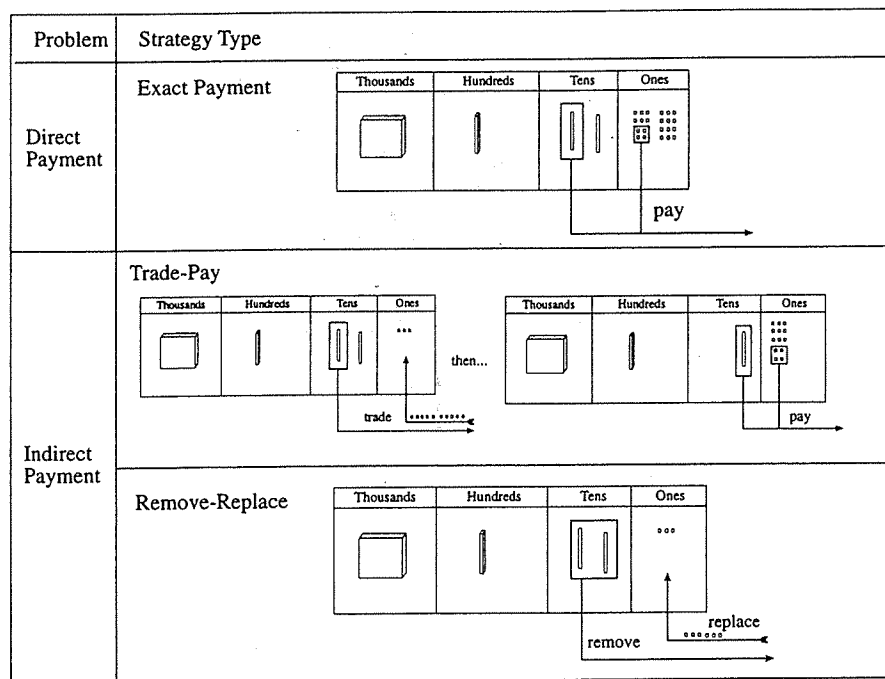 Problem Strategy Type
Direct Payment
Exact Payment
Thousands Hundreds Tens Ones
pay
Indirect Payment
Trade-Pay
Thousands Hundreds Tens Ones
trade
then...
Thousands Hundreds Tens Ones
pay
Remove-Replace
Thousands Hundreds Tens Ones
replace
remove